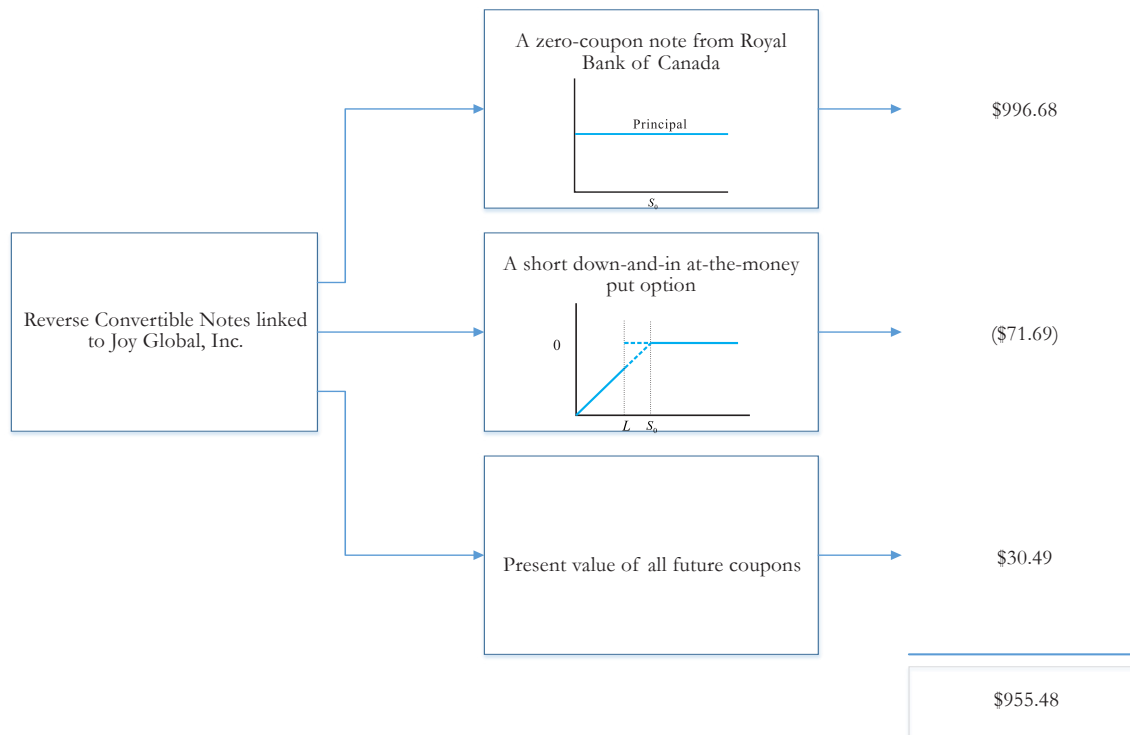 A zero-coupon note from Royal
Bank of Canada
Principal
S₀
$996.68
Reverse Convertible Notes linked
to Joy Global, Inc.
A short down-and-in at-the-money
put option
0
L S₀
($71.69)
Present value of all future coupons
$30.49
$955.48